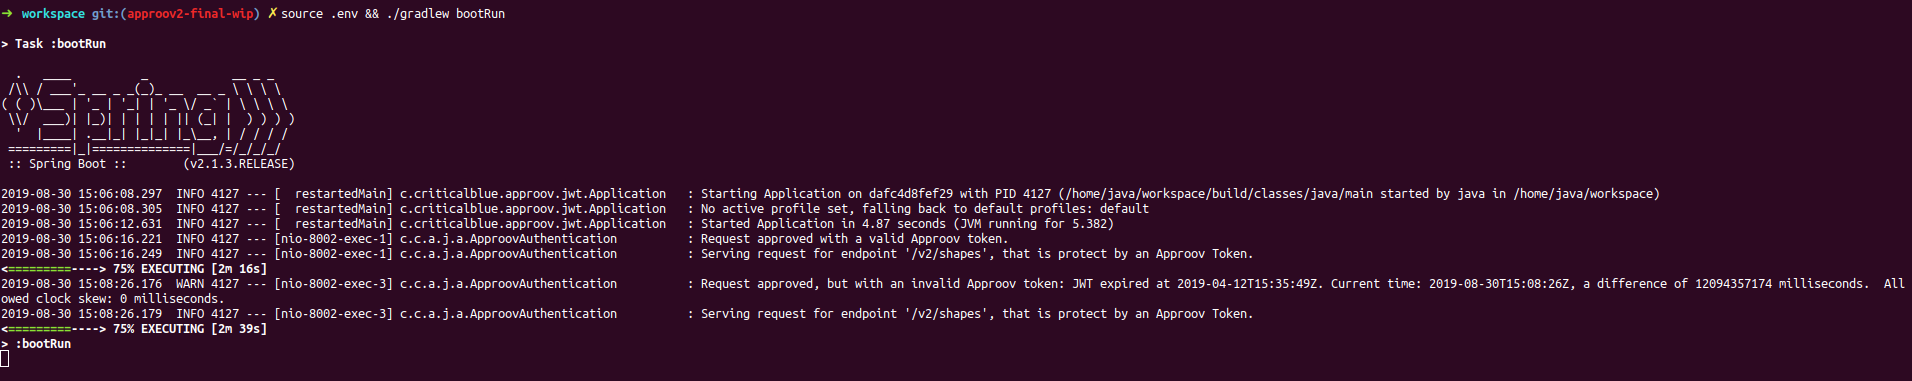 ➜  workspace git:(approov2-final-wip) ✗ source .env && ./gradlew bootRun
> Task :bootRun
  .   ____          _            __ _ _
 /\\ / ___'_ __ _ _(_)_ __  __ _ \ \ \ \
( ( )\___ | '_ | '_| | '_ \/ _` | \ \ \ \
 \\/  ___)| |_)| | | | | || (_| |  ) ) ) )
  '  |____| .__|_| |_|_| |_\__, | / / / /
 =========|_|==============|___/=/_/_/_/
 :: Spring Boot ::        (v2.1.3.RELEASE)
2019-08-30 15:06:08.297  INFO 4127 --- [  restartedMain] c.criticalblue.approov.jwt.Application   : Starting Application on dafc4d8fef29 with PID 4127 (/home/java/workspace/build/classes/java/main started by java in /home/java/workspace)
2019-08-30 15:06:08.305  INFO 4127 --- [  restartedMain] c.criticalblue.approov.jwt.Application   : No active profile set, falling back to default profiles: default
2019-08-30 15:06:12.631  INFO 4127 --- [  restartedMain] c.criticalblue.approov.jwt.Application   : Started Application in 4.87 seconds (JVM running for 5.382)
2019-08-30 15:06:16.221  INFO 4127 --- [nio-8002-exec-1] c.c.a.j.a.ApproovAuthentication          : Request approved with a valid Approov token.
2019-08-30 15:06:16.249  INFO 4127 --- [nio-8002-exec-1] c.c.a.j.a.ApproovAuthentication          : Serving request for endpoint '/v2/shapes', that is protect by an Approov Token.
<=========----> 75% EXECUTING [2m 16s]
2019-08-30 15:08:26.176  WARN 4127 --- [nio-8002-exec-3] c.c.a.j.a.ApproovAuthentication          : Request approved, but with an invalid Approov token: JWT expired at 2019-04-12T15:35:49Z. Current time: 2019-08-30T15:08:26Z, a difference of 12094357174 milliseconds.  All
owed clock skew: 0 milliseconds.
2019-08-30 15:08:26.179  INFO 4127 --- [nio-8002-exec-3] c.c.a.j.a.ApproovAuthentication          : Serving request for endpoint '/v2/shapes', that is protect by an Approov Token.
<=========----> 75% EXECUTING [2m 39s]
> :bootRun